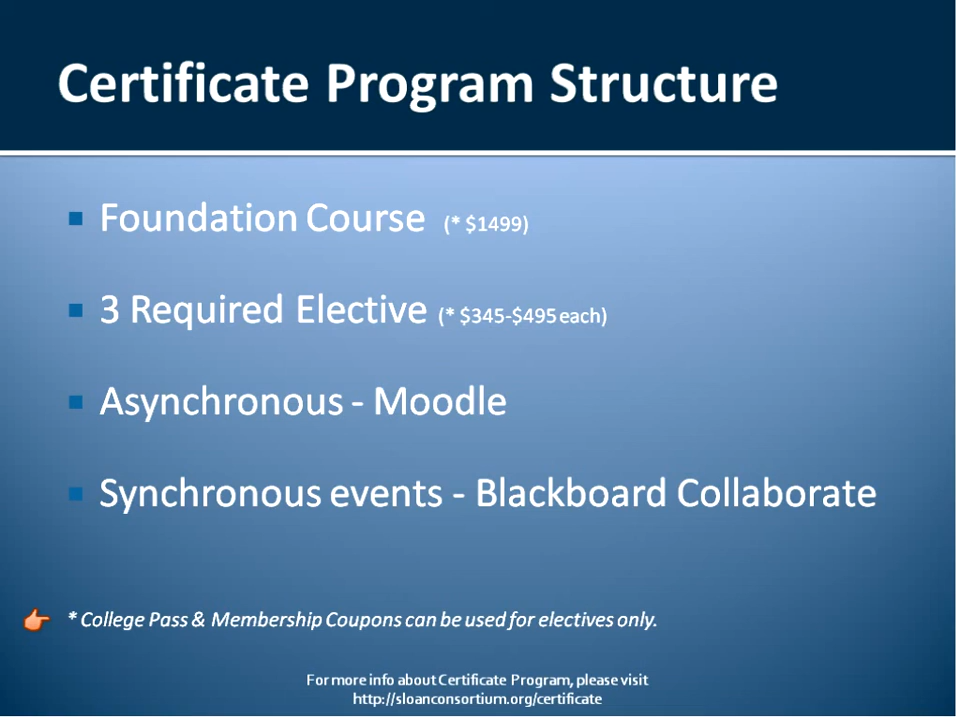 Certificate Program Structure
Foundation Course (* $1499)
3 Required Elective (* $345-$495 each)
Asynchronous - Moodle
Synchronous events - Blackboard Collaborate
* College Pass & Membership Coupons can be used for electives only.
For more info about Certificate Program, please visit
http://sloanconsortium.org/certificate